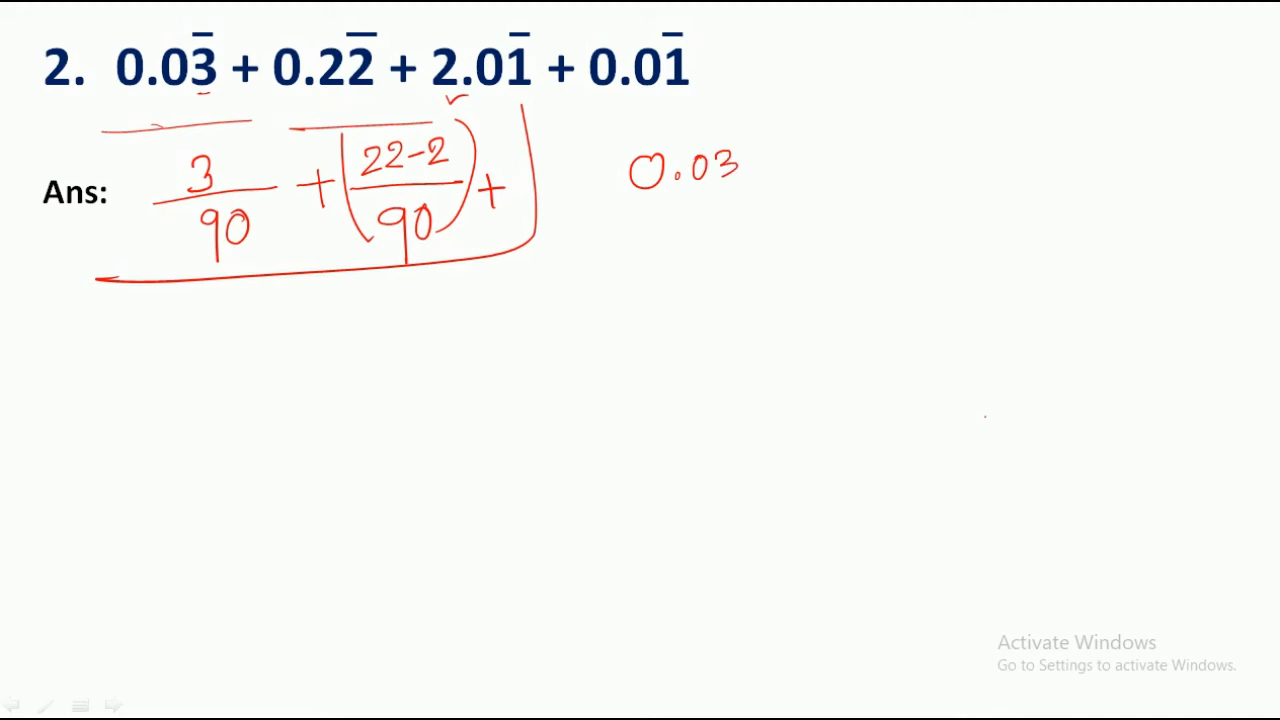 2. 0.03̅ + 0.22̅ + 2.01̅ + 0.01̅
Ans: 3/90 + (22-2/90) +
0.03
Activate Windows
Go to Settings to activate Windows.